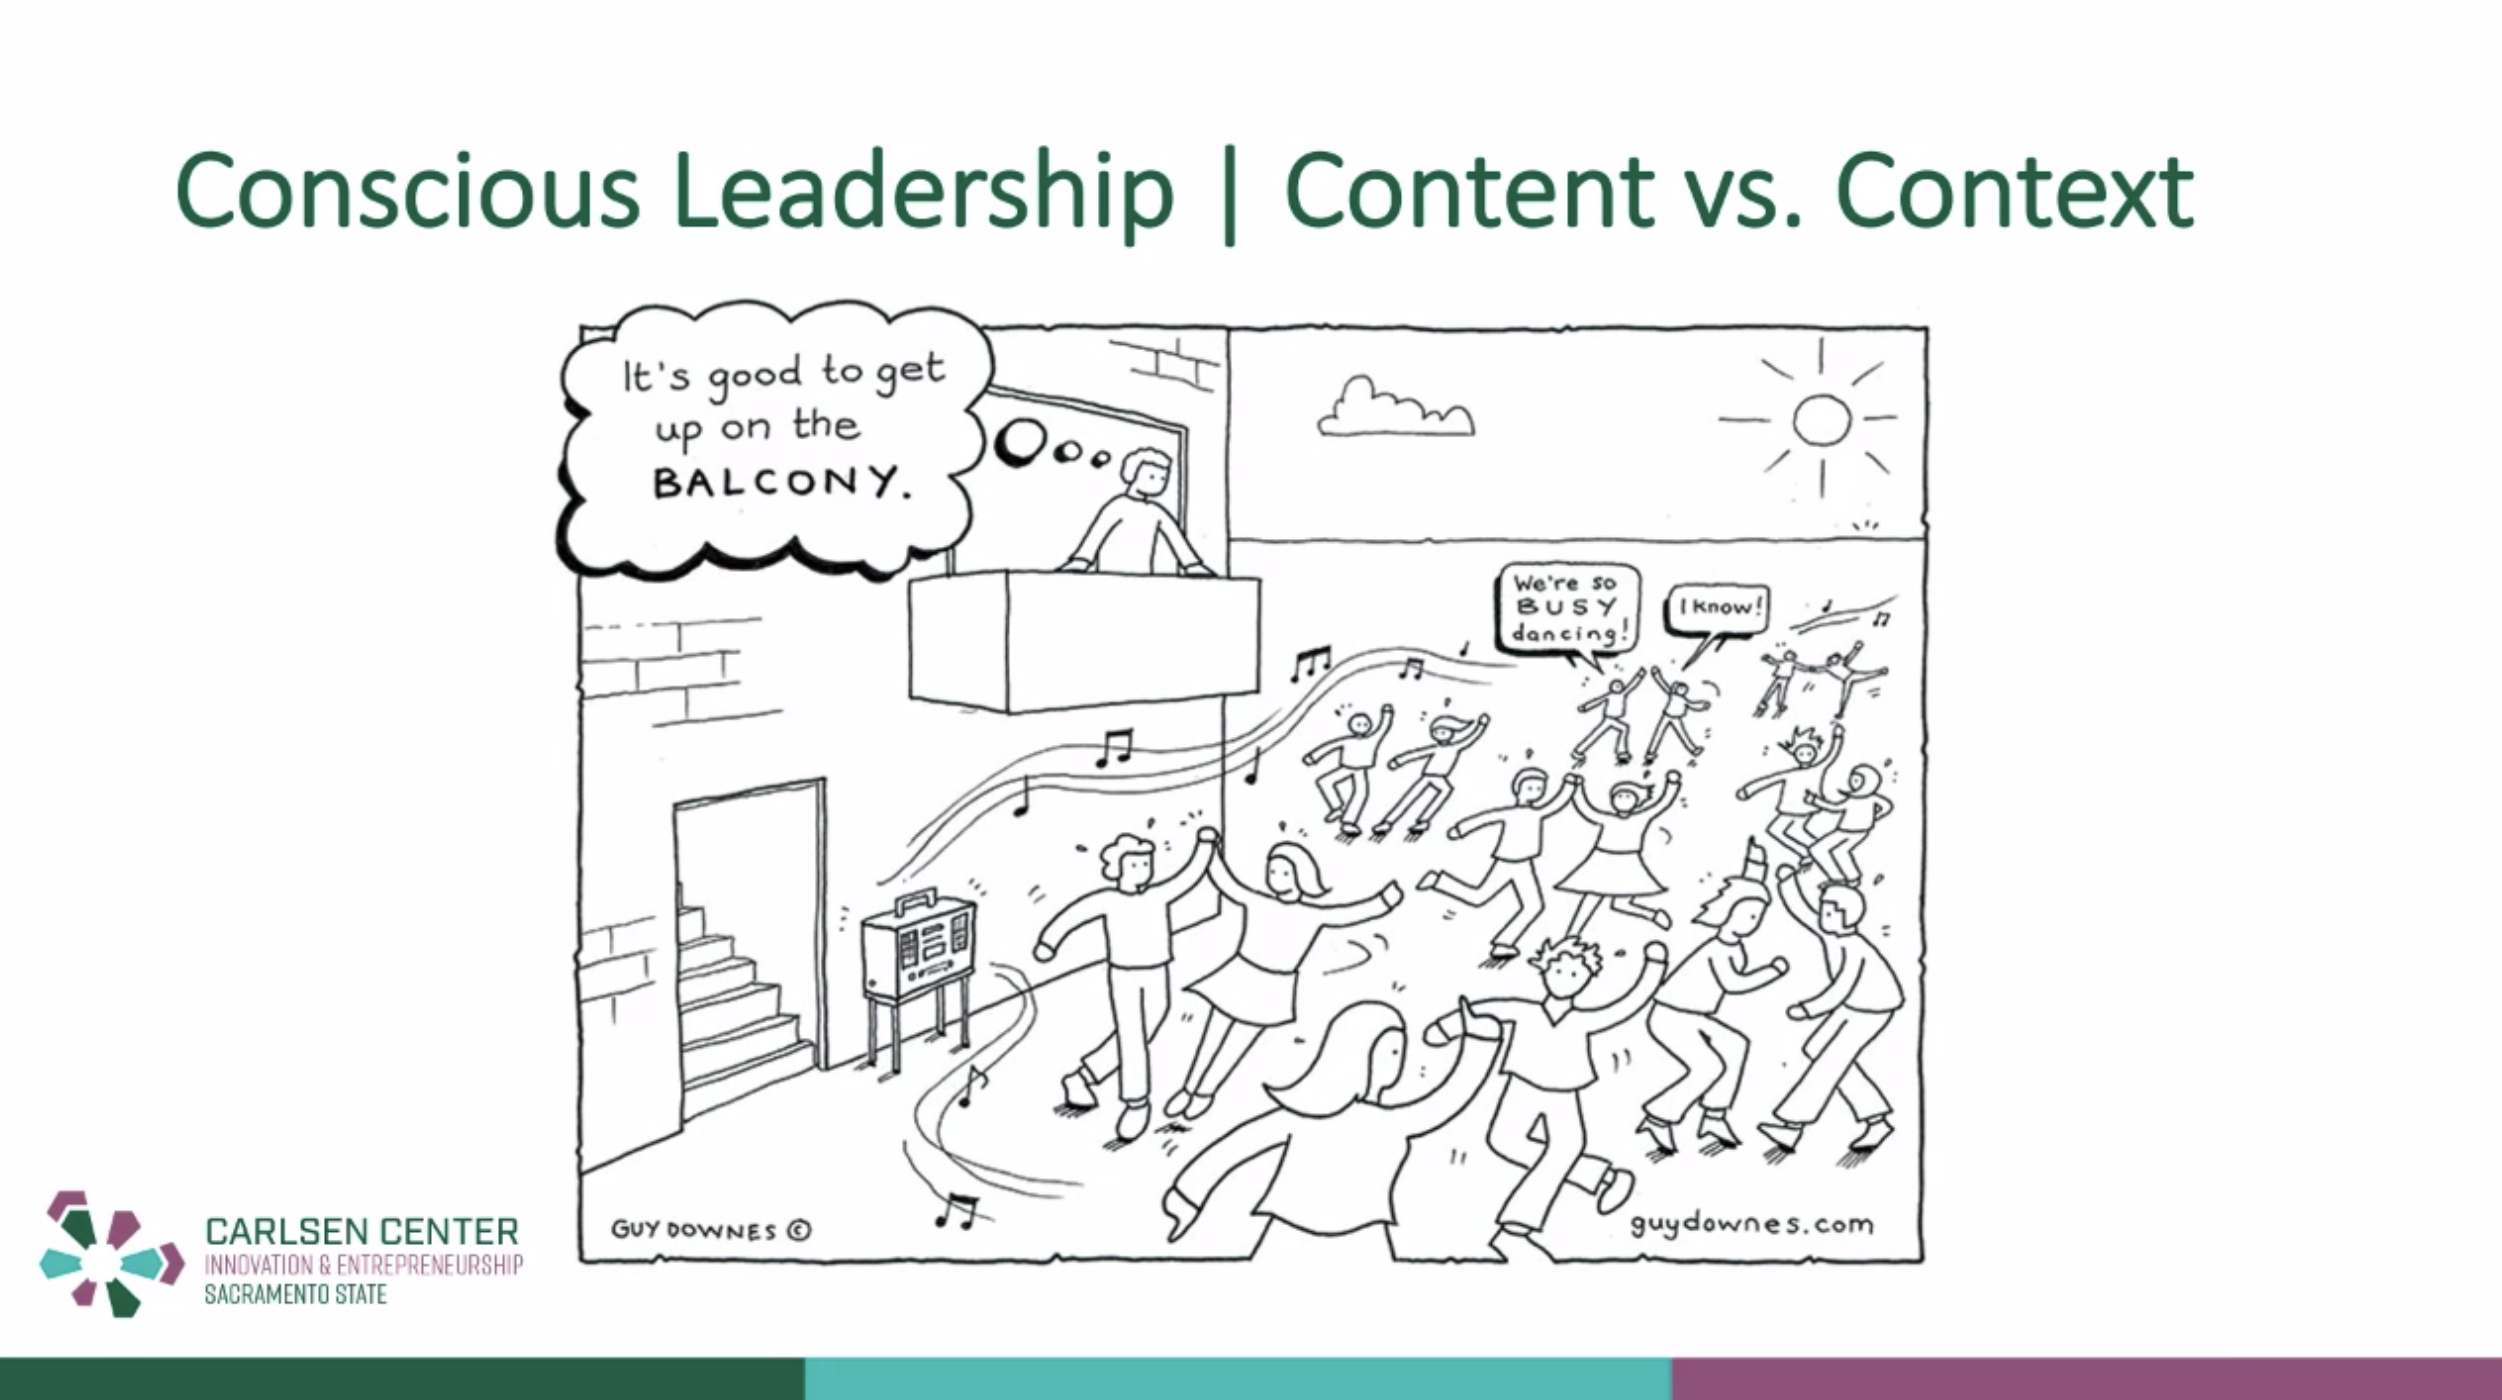 Conscious Leadership | Content vs. Context
It's good to get
up on the
BALCONY.
We're so
BUSY
dancing!
I know!
GUY DOWNES ©
guydownes.com
CARLSEN CENTER
INNOVATION & ENTREPRENEURSHIP
SACRAMENTO STATE